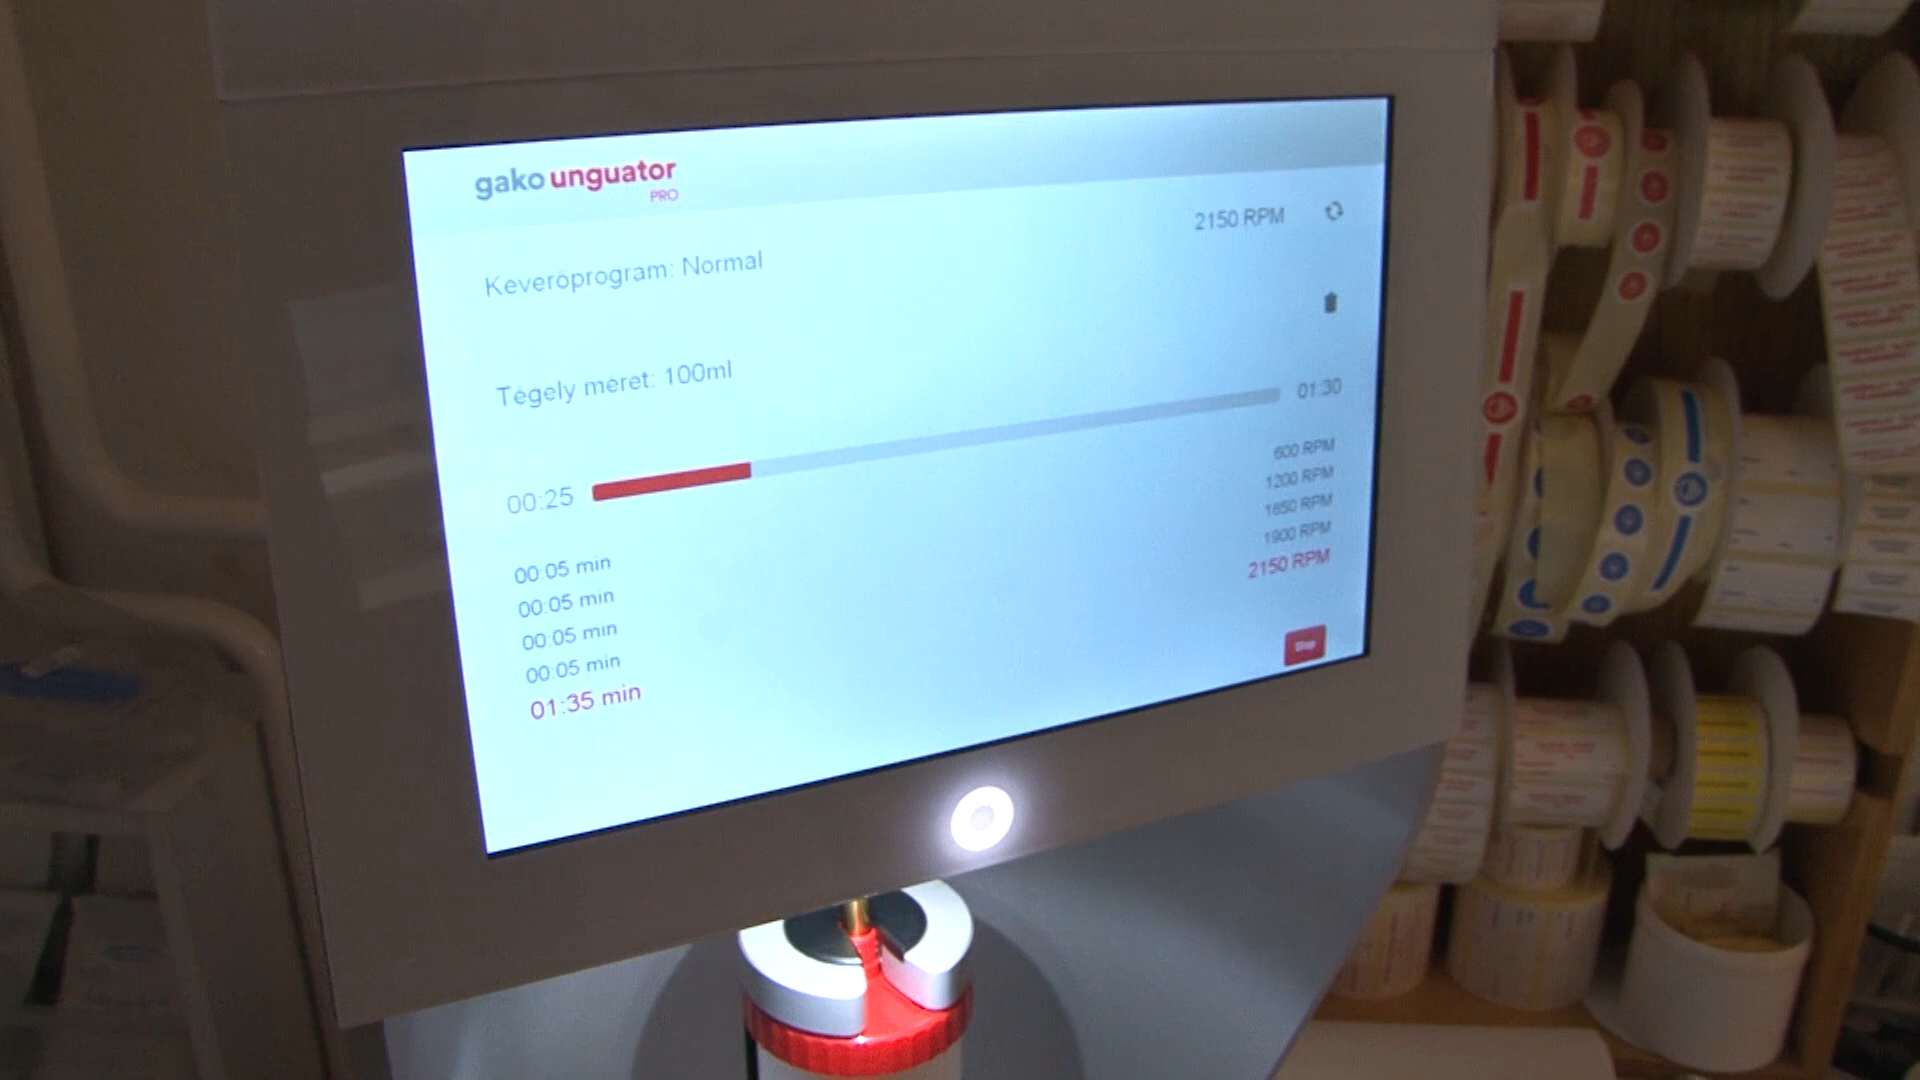 gako unguator
PRO
2150 RPM
Keverőprogram: Normal
Tégely méret: 100ml
00:25
01:30
00:05 min
600 RPM
00:05 min
1200 RPM
00:05 min
1650 RPM
00:05 min
1900 RPM
01:35 min
2150 RPM
Stop